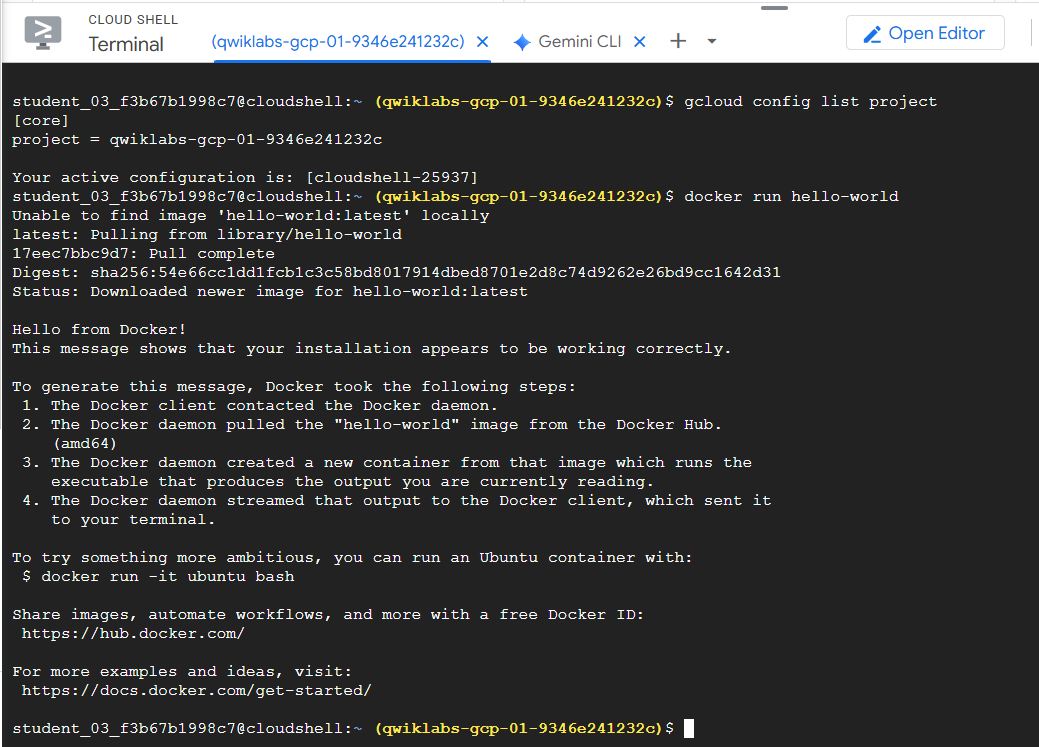 CLOUD SHELL
Terminal
(qwiklabs-gcp-01-9346e241232c)
Gemini CLI
Open Editor
student_03_f3b67b1998c7@cloudshell:~ (qwiklabs-gcp-01-9346e241232c)$ gcloud config list project
[core]
project = qwiklabs-gcp-01-9346e241232c
Your active configuration is: [cloudshell-25937]
student_03_f3b67b1998c7@cloudshell:~ (qwiklabs-gcp-01-9346e241232c)$ docker run hello-world
Unable to find image 'hello-world:latest' locally
latest: Pulling from library/hello-world
17eec7bbc9d7: Pull complete
Digest: sha256:54e66cc1dd1fcb1c3c58bd8017914dbed8701e2d8c74d9262e26bd9cc1642d31
Status: Downloaded newer image for hello-world:latest
Hello from Docker!
This message shows that your installation appears to be working correctly.
To generate this message, Docker took the following steps:
1. The Docker client contacted the Docker daemon.
2. The Docker daemon pulled the "hello-world" image from the Docker Hub.
(amd64)
3. The Docker daemon created a new container from that image which runs the
executable that produces the output you are currently reading.
4. The Docker daemon streamed that output to the Docker client, which sent it
to your terminal.
To try something more ambitious, you can run an Ubuntu container with:
$ docker run -it ubuntu bash
Share images, automate workflows, and more with a free Docker ID:
https://hub.docker.com/
For more examples and ideas, visit:
https://docs.docker.com/get-started/
student_03_f3b67b1998c7@cloudshell:~ (qwiklabs-gcp-01-9346e241232c)$